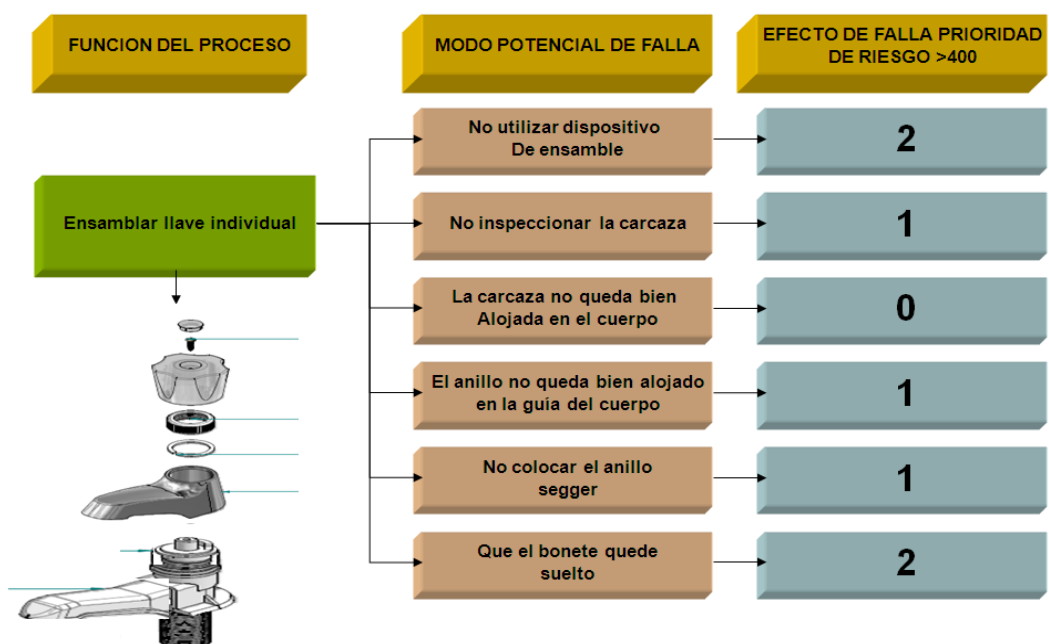 FUNCION DEL PROCESO
MODO POTENCIAL DE FALLA
EFECTO DE FALLA PRIORIDAD
DE RIESGO >400
Ensamblar llave individual
No utilizar dispositivo
De ensamble
2
No inspeccionar la carcaza
1
La carcaza no queda bien
Alojada en el cuerpo
0
El anillo no queda bien alojado
en la guía del cuerpo
1
No colocar el anillo
segger
1
Que el bonete quede
suelto
2